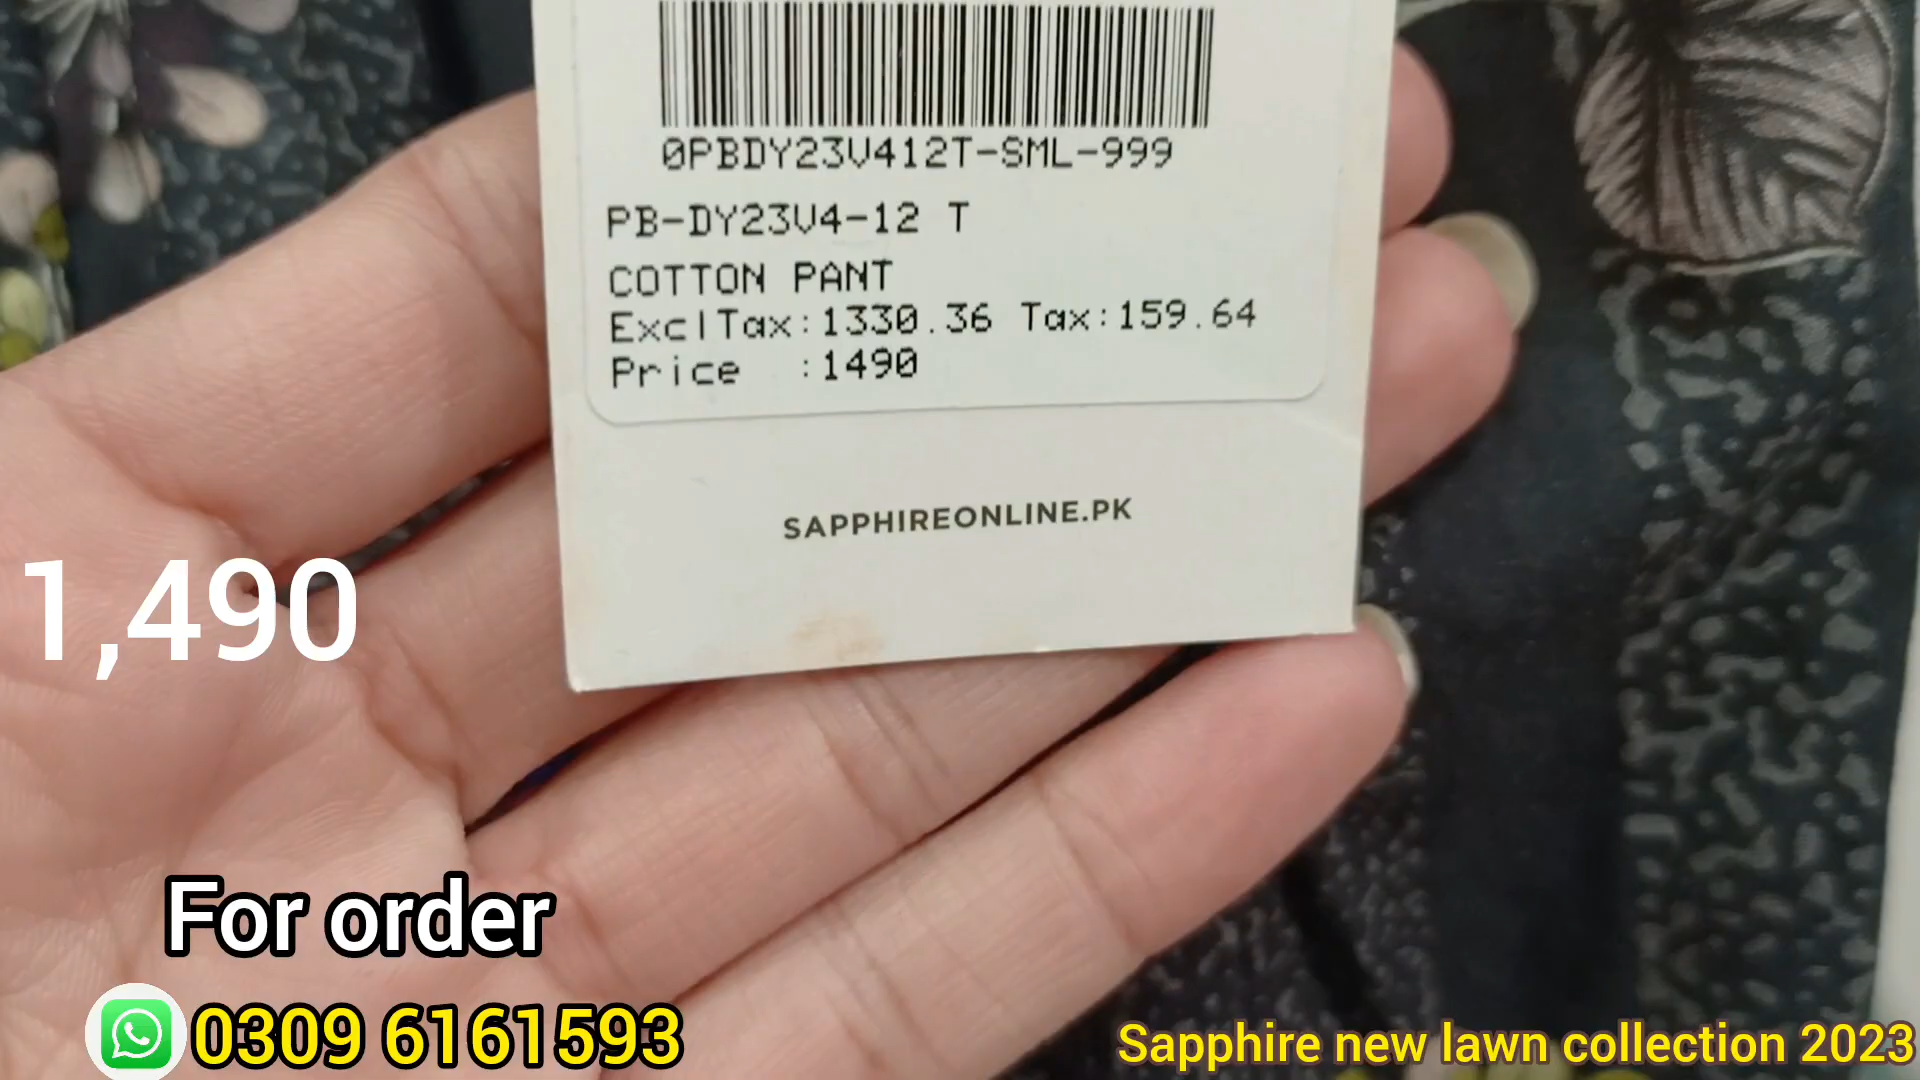 0PBDY23V412T-SML-999
PB-DY23V4-12 T
COTTON PANT
ExclTax:1330.36 Tax:159.64
Price :1490
SAPPHIREONLINE.PK
1,490
For order
0309 6161593
Sapphire new lawn collection 2023